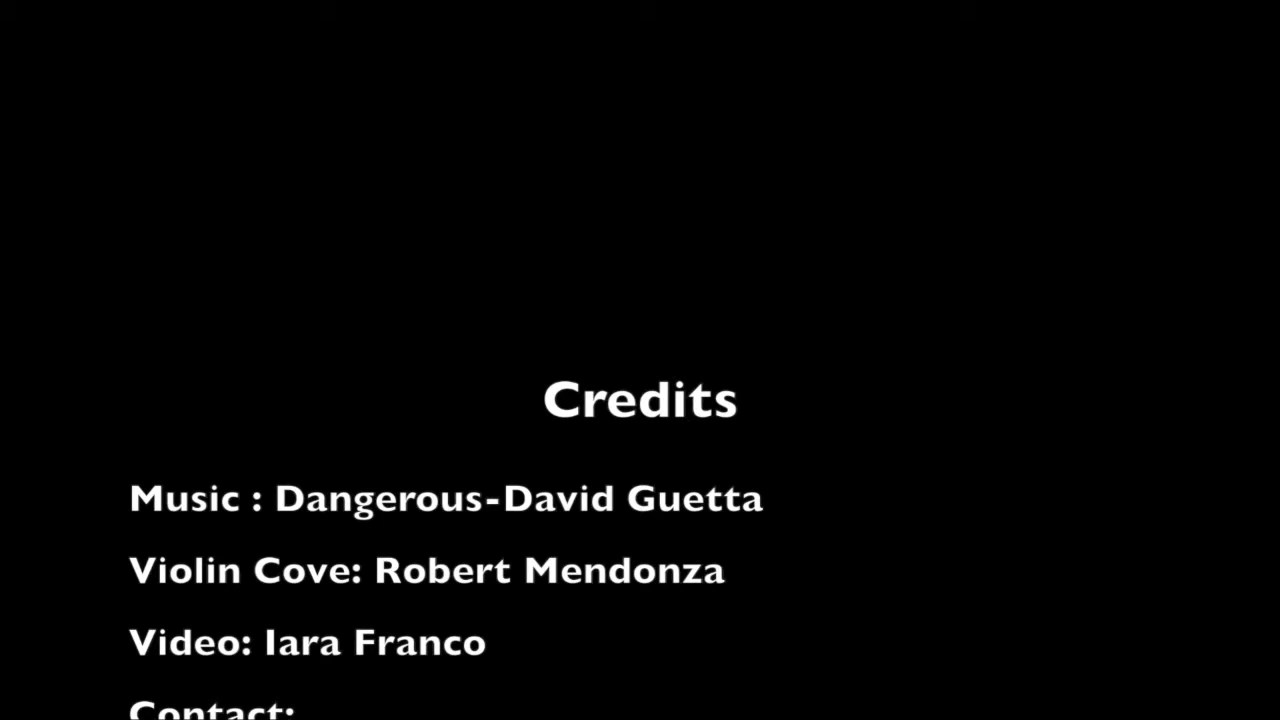 Credits
Music : Dangerous-David Guetta
Violin Cove: Robert Mendonza
Video: Iara Franco
Contact: